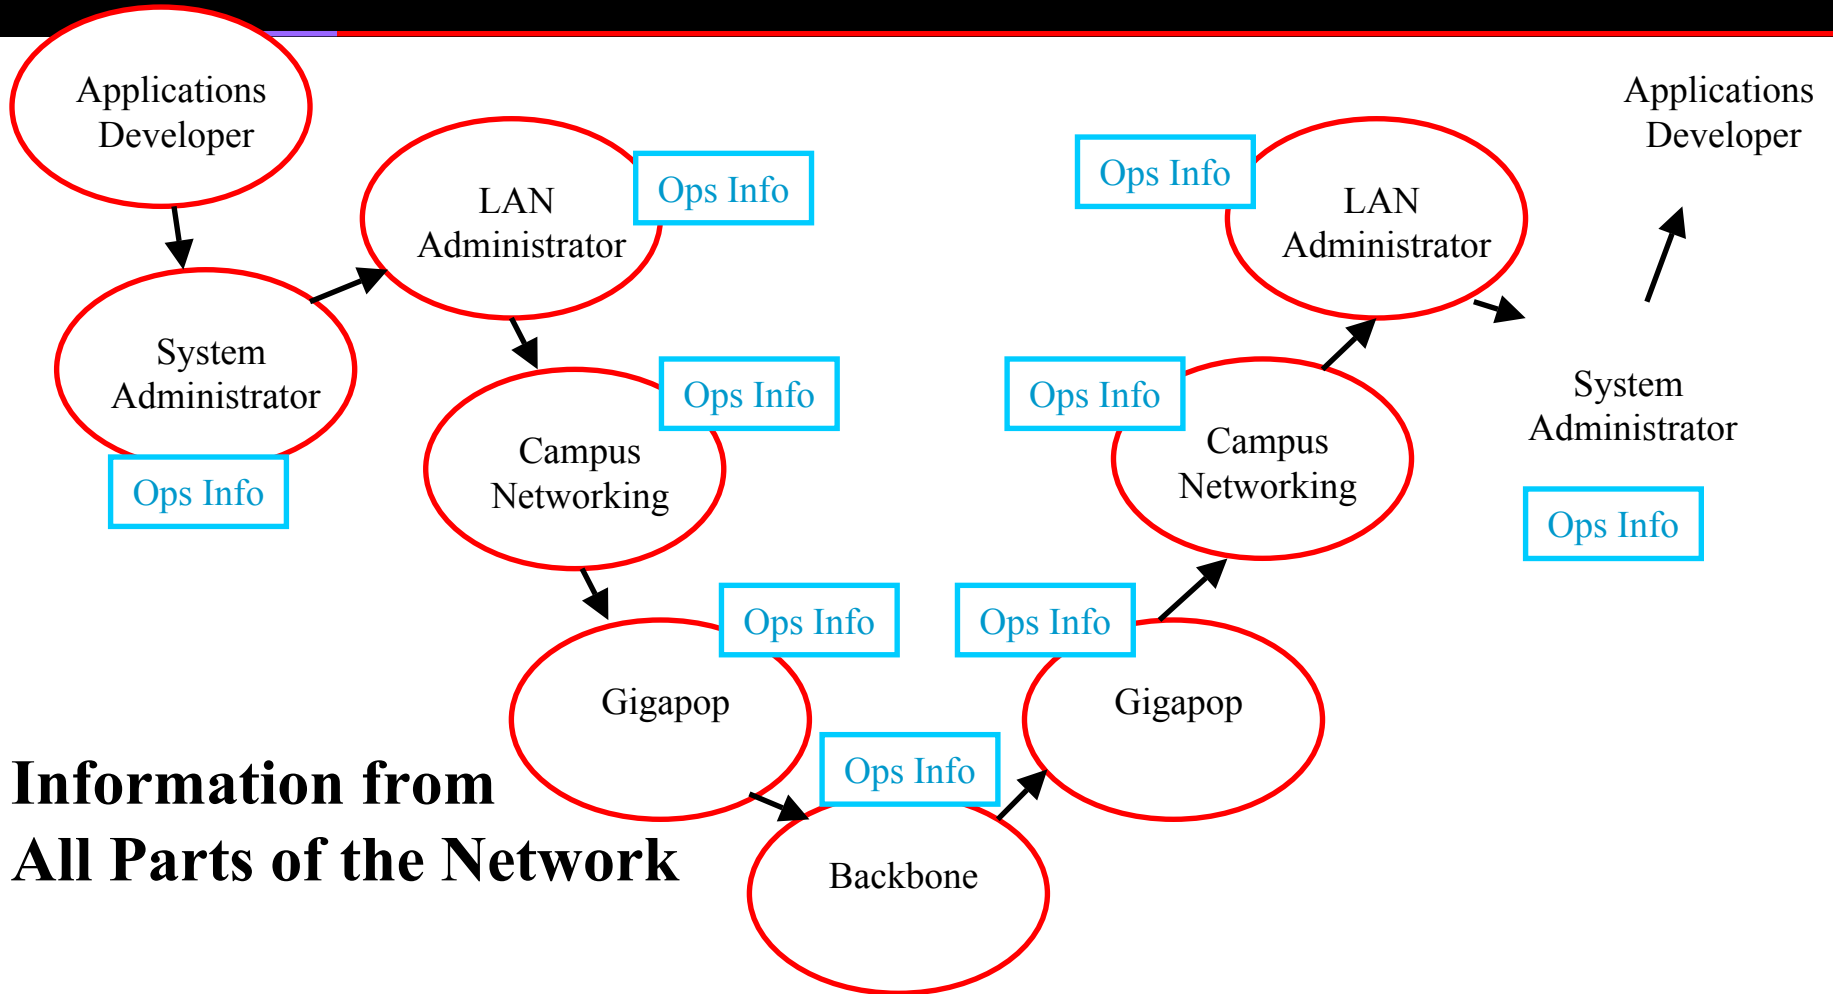 Applications
Developer
System
Administrator
Ops Info
LAN
Administrator
Ops Info
Campus
Networking
Ops Info
Gigapop
Ops Info
Backbone
Ops Info
Gigapop
Ops Info
Campus
Networking
Ops Info
LAN
Administrator
Ops Info
System
Administrator
Ops Info
Applications
Developer
Information from
All Parts of the Network